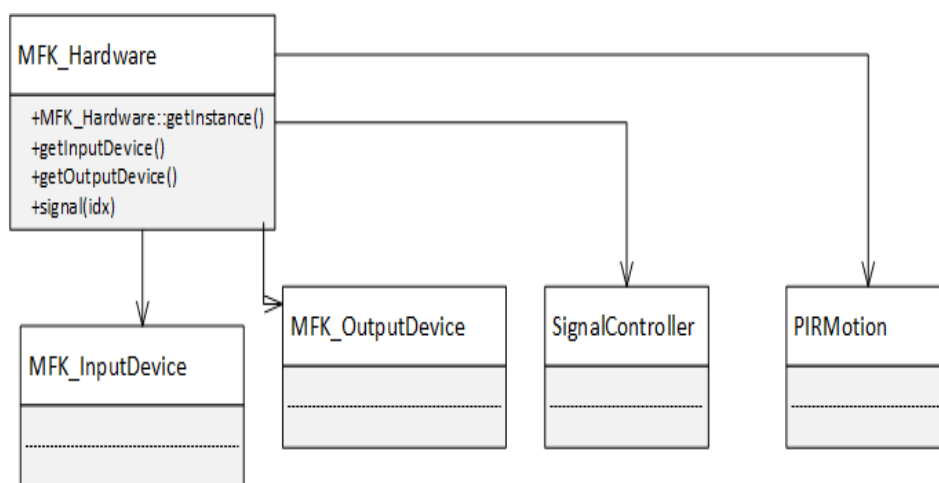 MFK_Hardware
+MFK_Hardware::getInstance()
+getInputDevice()
+getOutputDevice()
+signal(idx)
MFK_InputDevice
MFK_OutputDevice
SignalController
PIRMotion